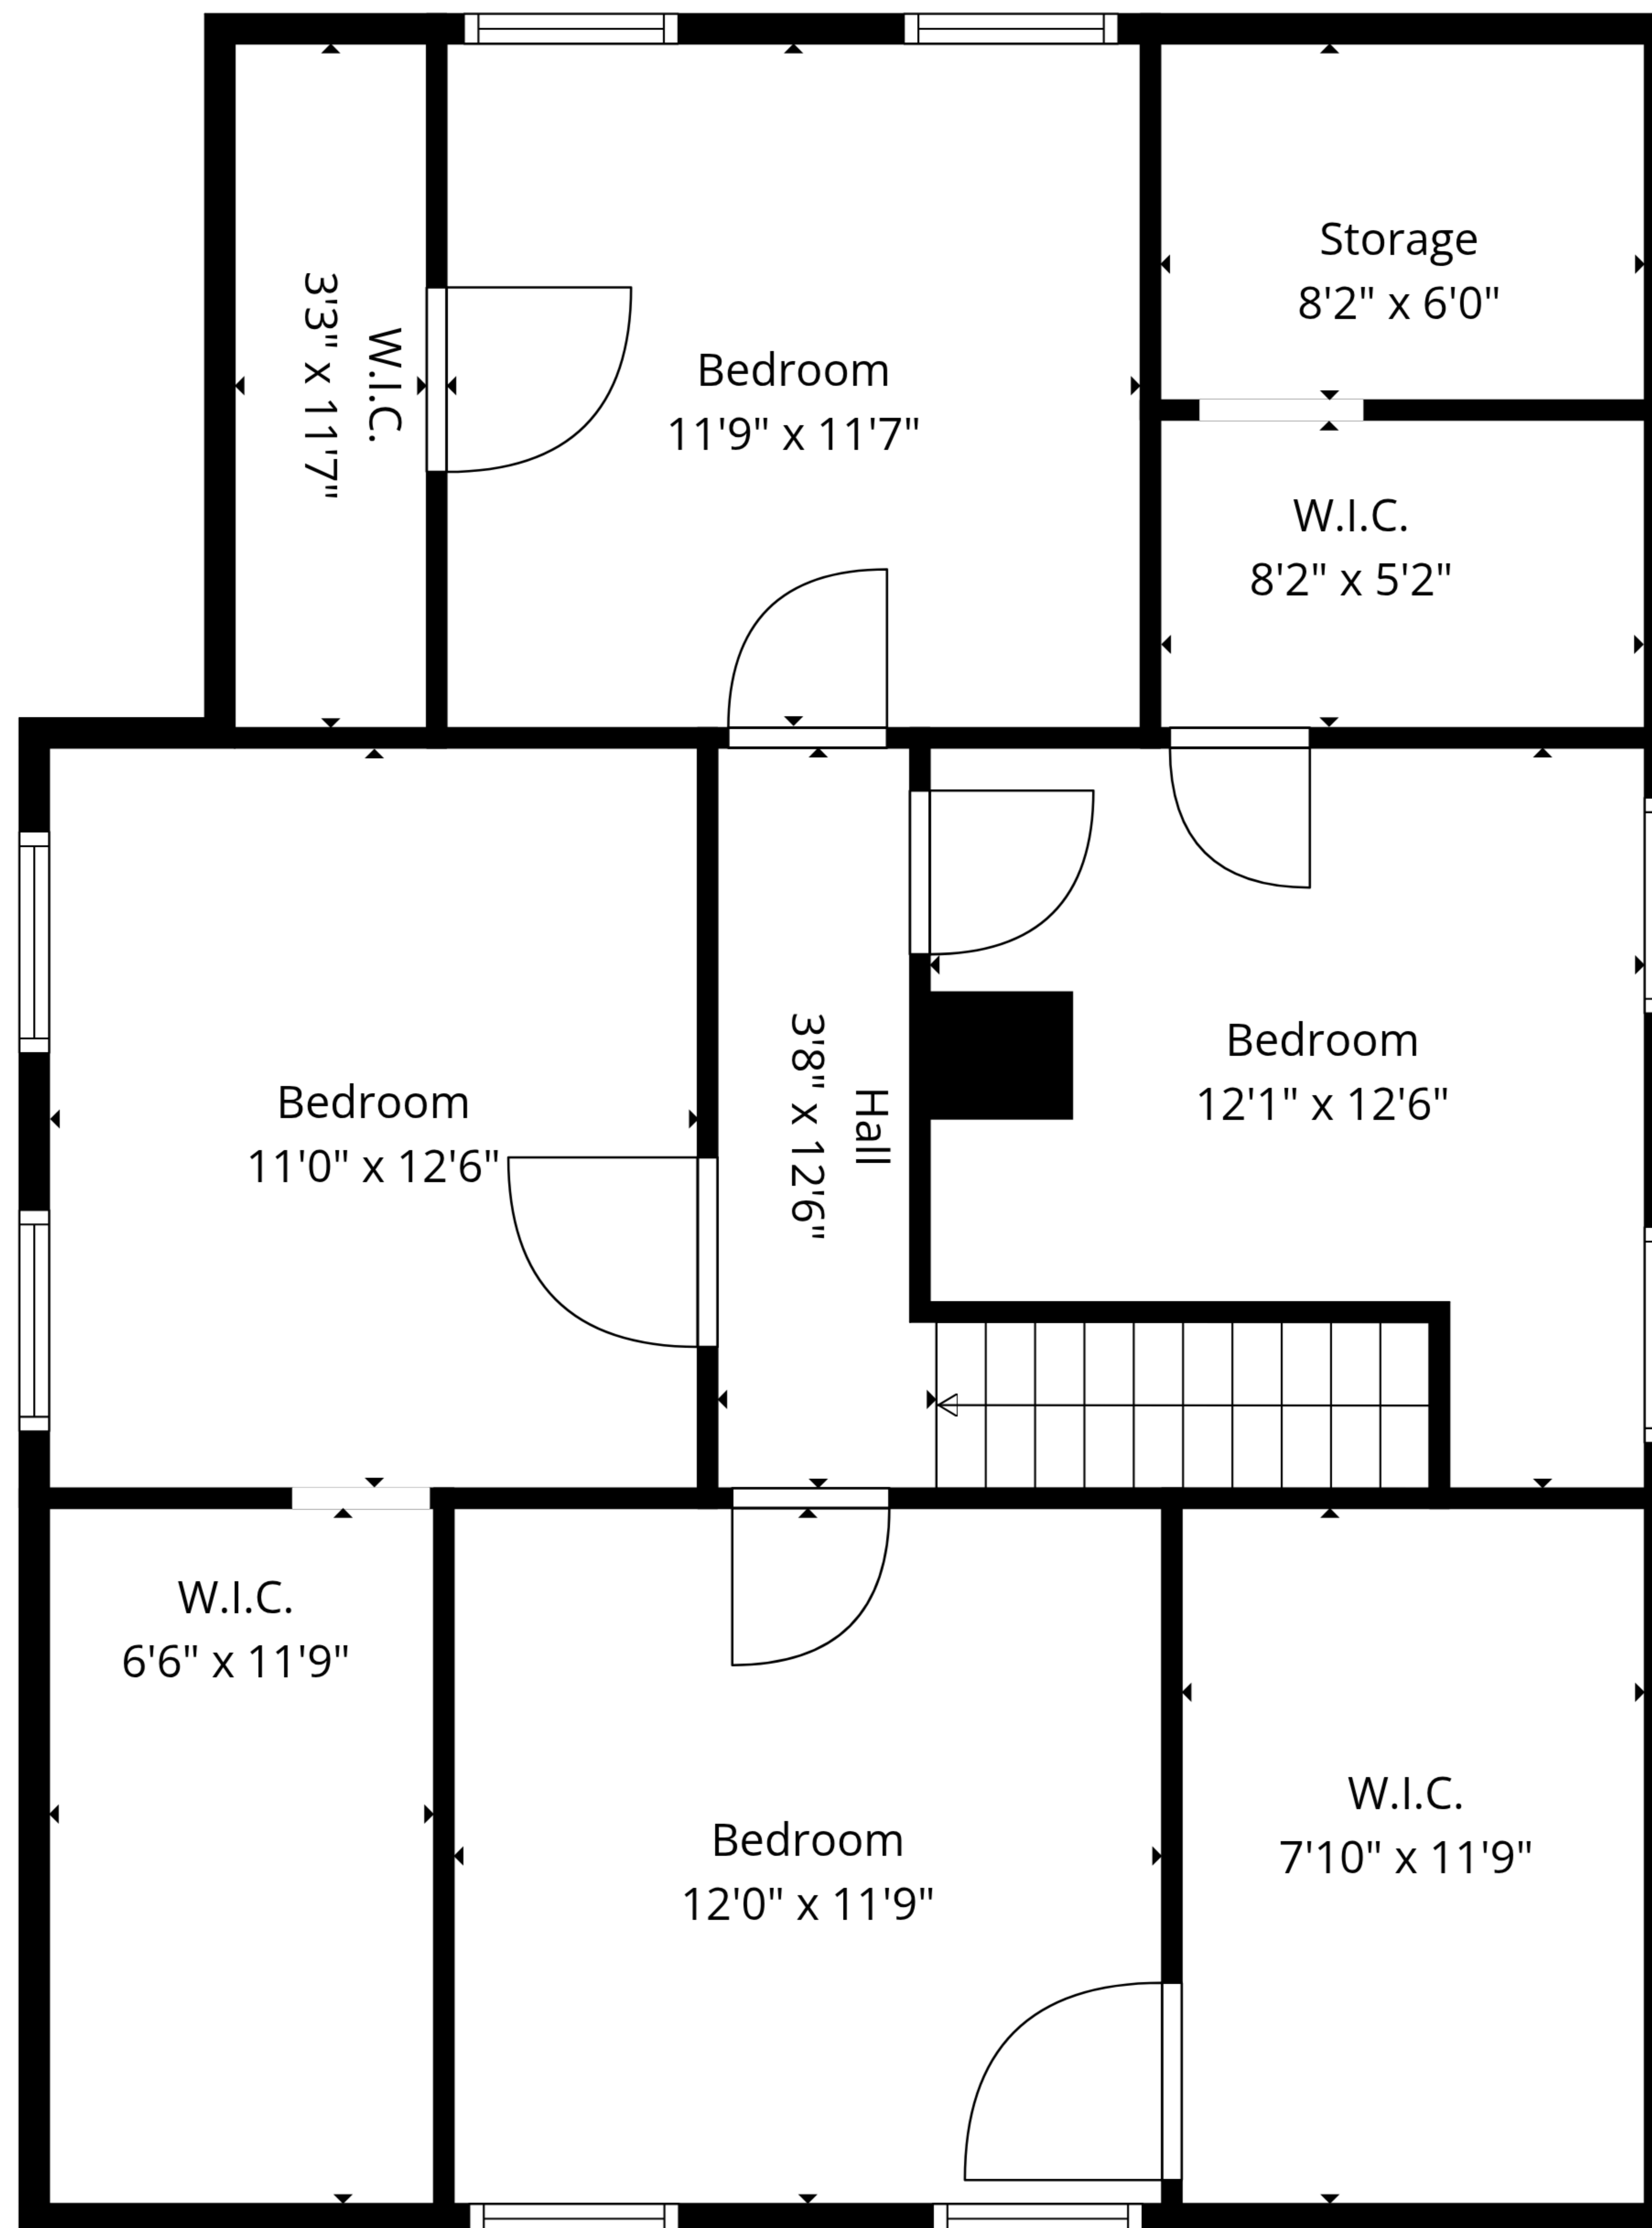 Storage
8'2" x 6'0"
W.I.C.
3'3" x 11'7"
Bedroom
11'9" x 11'7"
W.I.C.
8'2" x 5'2"
Bedroom
11'0" x 12'6"
Hall
3'8" x 12'6"
Bedroom
12'1" x 12'6"
W.I.C.
6'6" x 11'9"
Bedroom
12'0" x 11'9"
W.I.C.
7'10" x 11'9"